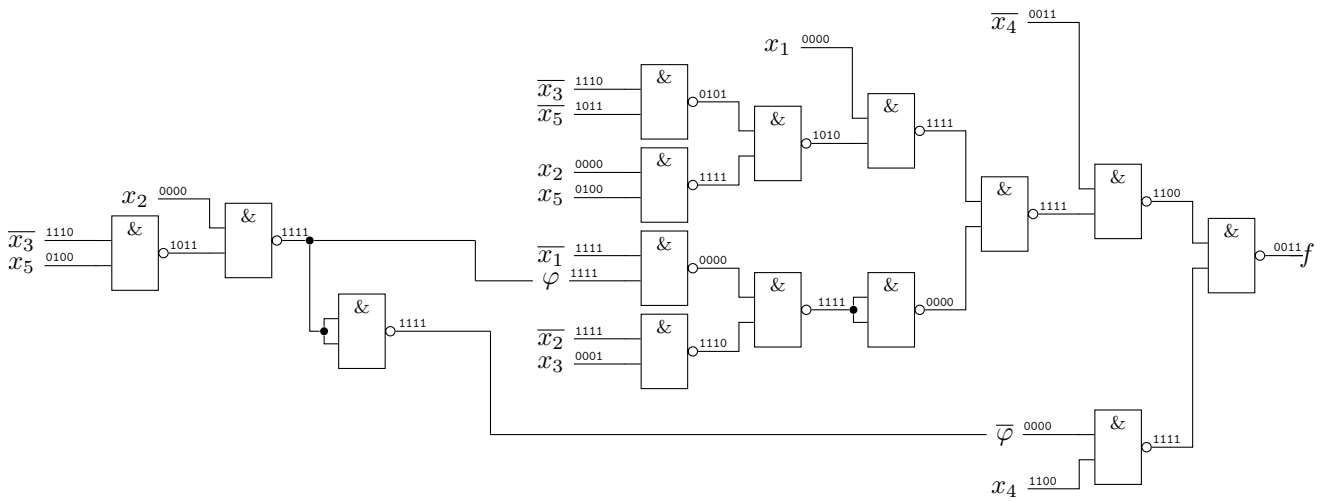 x̅₄ 0011
x₁ 0000
&
x̅₃ 1110
x̅₅ 1011
0101
&
1010
&
1111
x₂ 0000
x₅ 0100
&
1111
&
1111
&
1100
x₂ 0000
&
1111
x̅₃ 1110
x₅ 0100
&
1011
x̅₁ 1111
φ 1111
&
0000
&
0011 f
&
1111
&
0000
&
1111
x̅₂ 1111
x₃ 0001
&
1110
φ̅ 0000
x₄ 1100
&
1111